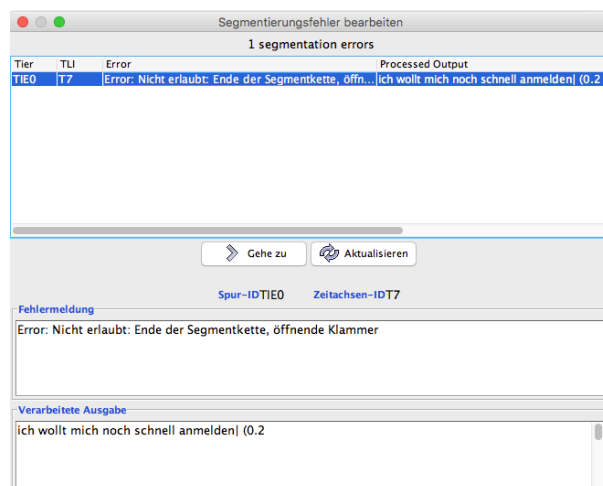 Segmentierungsfehler bearbeiten
1 segmentation errors
Tier TLI Error Processed Output
TIE0 T7 Error: Nicht erlaubt: Ende der Segmentkette, öffn... ich wollt mich noch schnell anmelden| (0.2
Gehe zu Aktualisieren
Spur-IDTIE0 Zeitachsen-IDT7
Fehlermeldung
Error: Nicht erlaubt: Ende der Segmentkette, öffnende Klammer
Verarbeitete Ausgabe
ich wollt mich noch schnell anmelden| (0.2